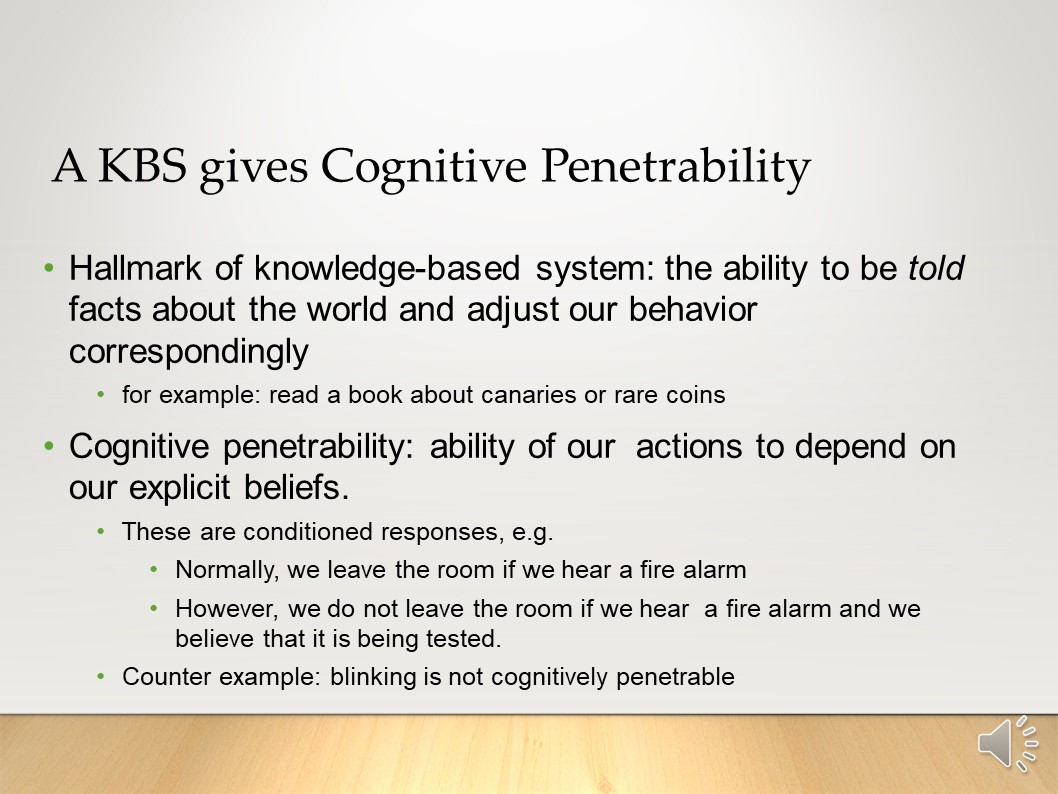 A KBS gives Cognitive Penetrability
• Hallmark of knowledge-based system: the ability to be told
facts about the world and adjust our behavior
correspondingly
• for example: read a book about canaries or rare coins
• Cognitive penetrability: ability of our  actions to depend on
our explicit beliefs.
• These are conditioned responses, e.g.
• Normally, we leave the room if we hear a fire alarm
• However, we do not leave the room if we hear  a fire alarm and we
believe that it is being tested.
• Counter example: blinking is not cognitively penetrable